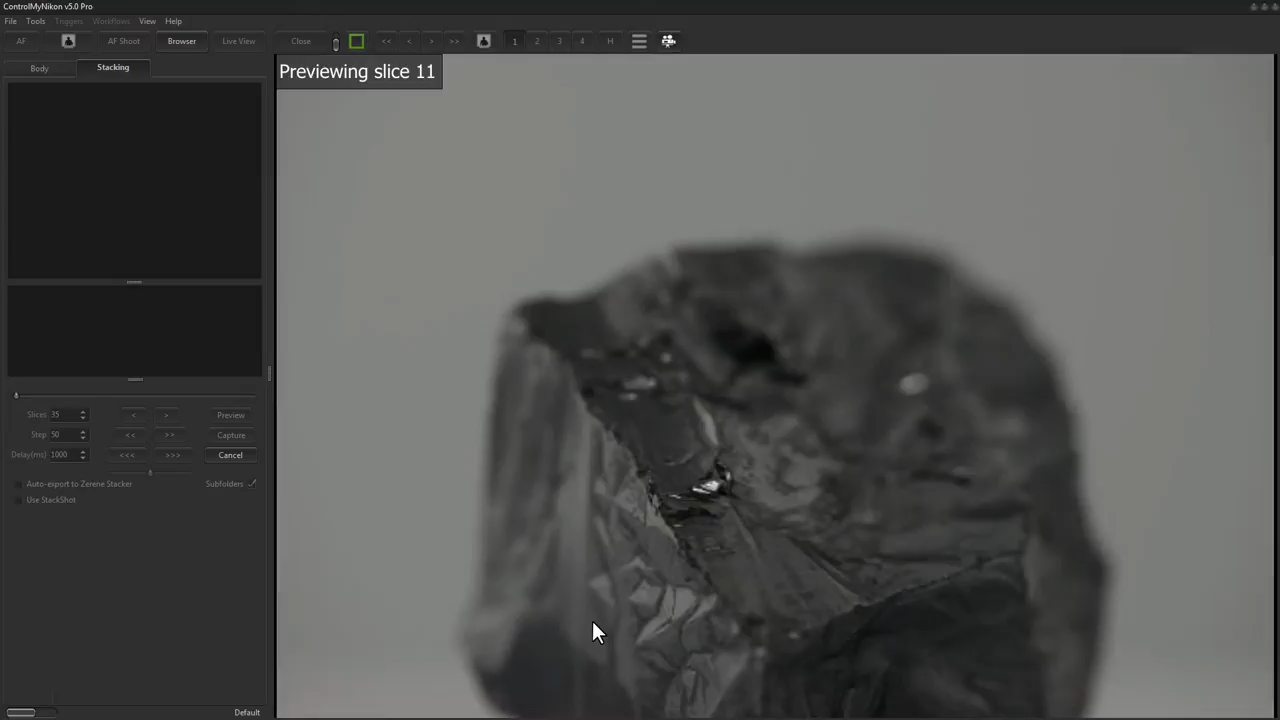 ControlMyNikon v5.0 Pro
File Tools Triggers Workflows View Help
AF AF Shoot Browser Live View Close << < > >> 1 2 3 4 H
Body Stacking
Previewing slice 11
Slices 35 < > Preview
Step 50 << >> Capture
Delay(ms) 1000 <<< >>> Cancel
Auto-export to Zerene Stacker Subfolders
Use StackShot
Default